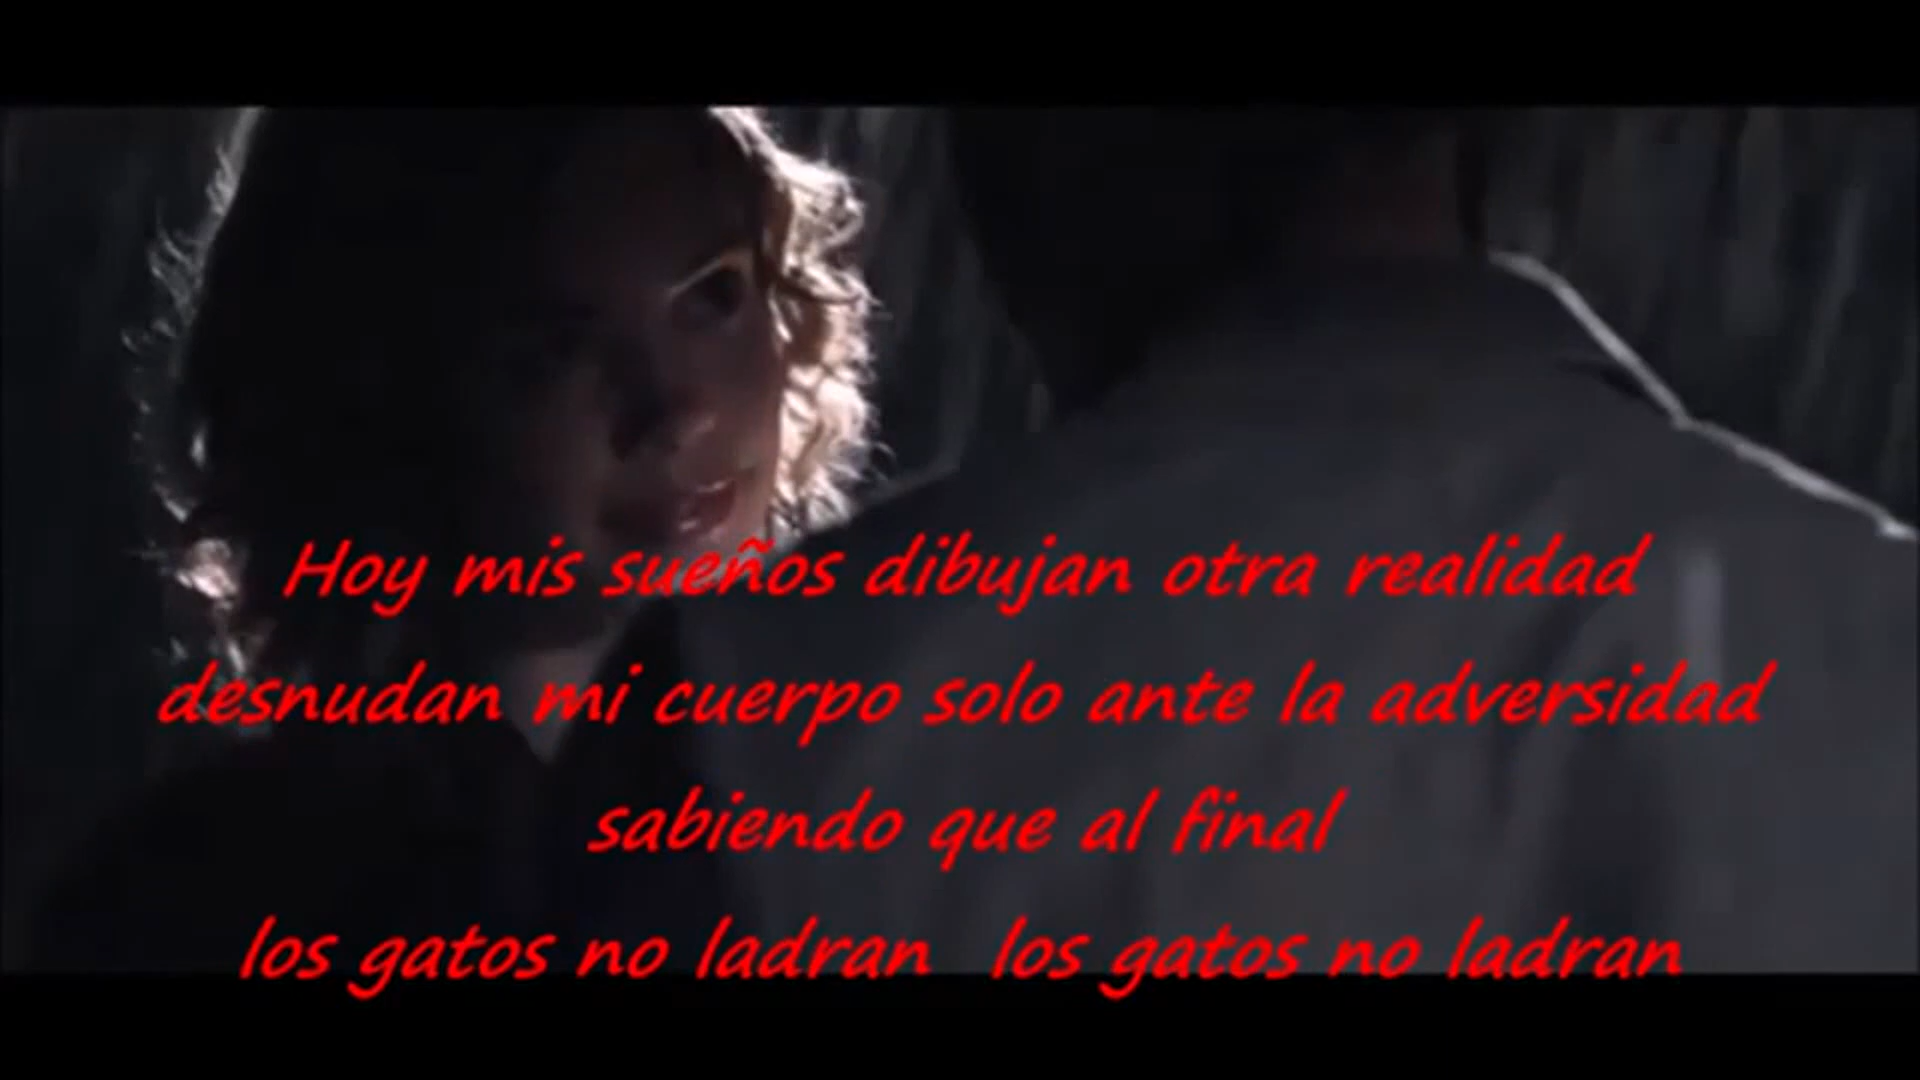 Hoy mis sueños dibujan otra realidad
desnudan mi cuerpo solo ante la adversidad
sabiendo que al final
los gatos no ladran  los gatos no ladran